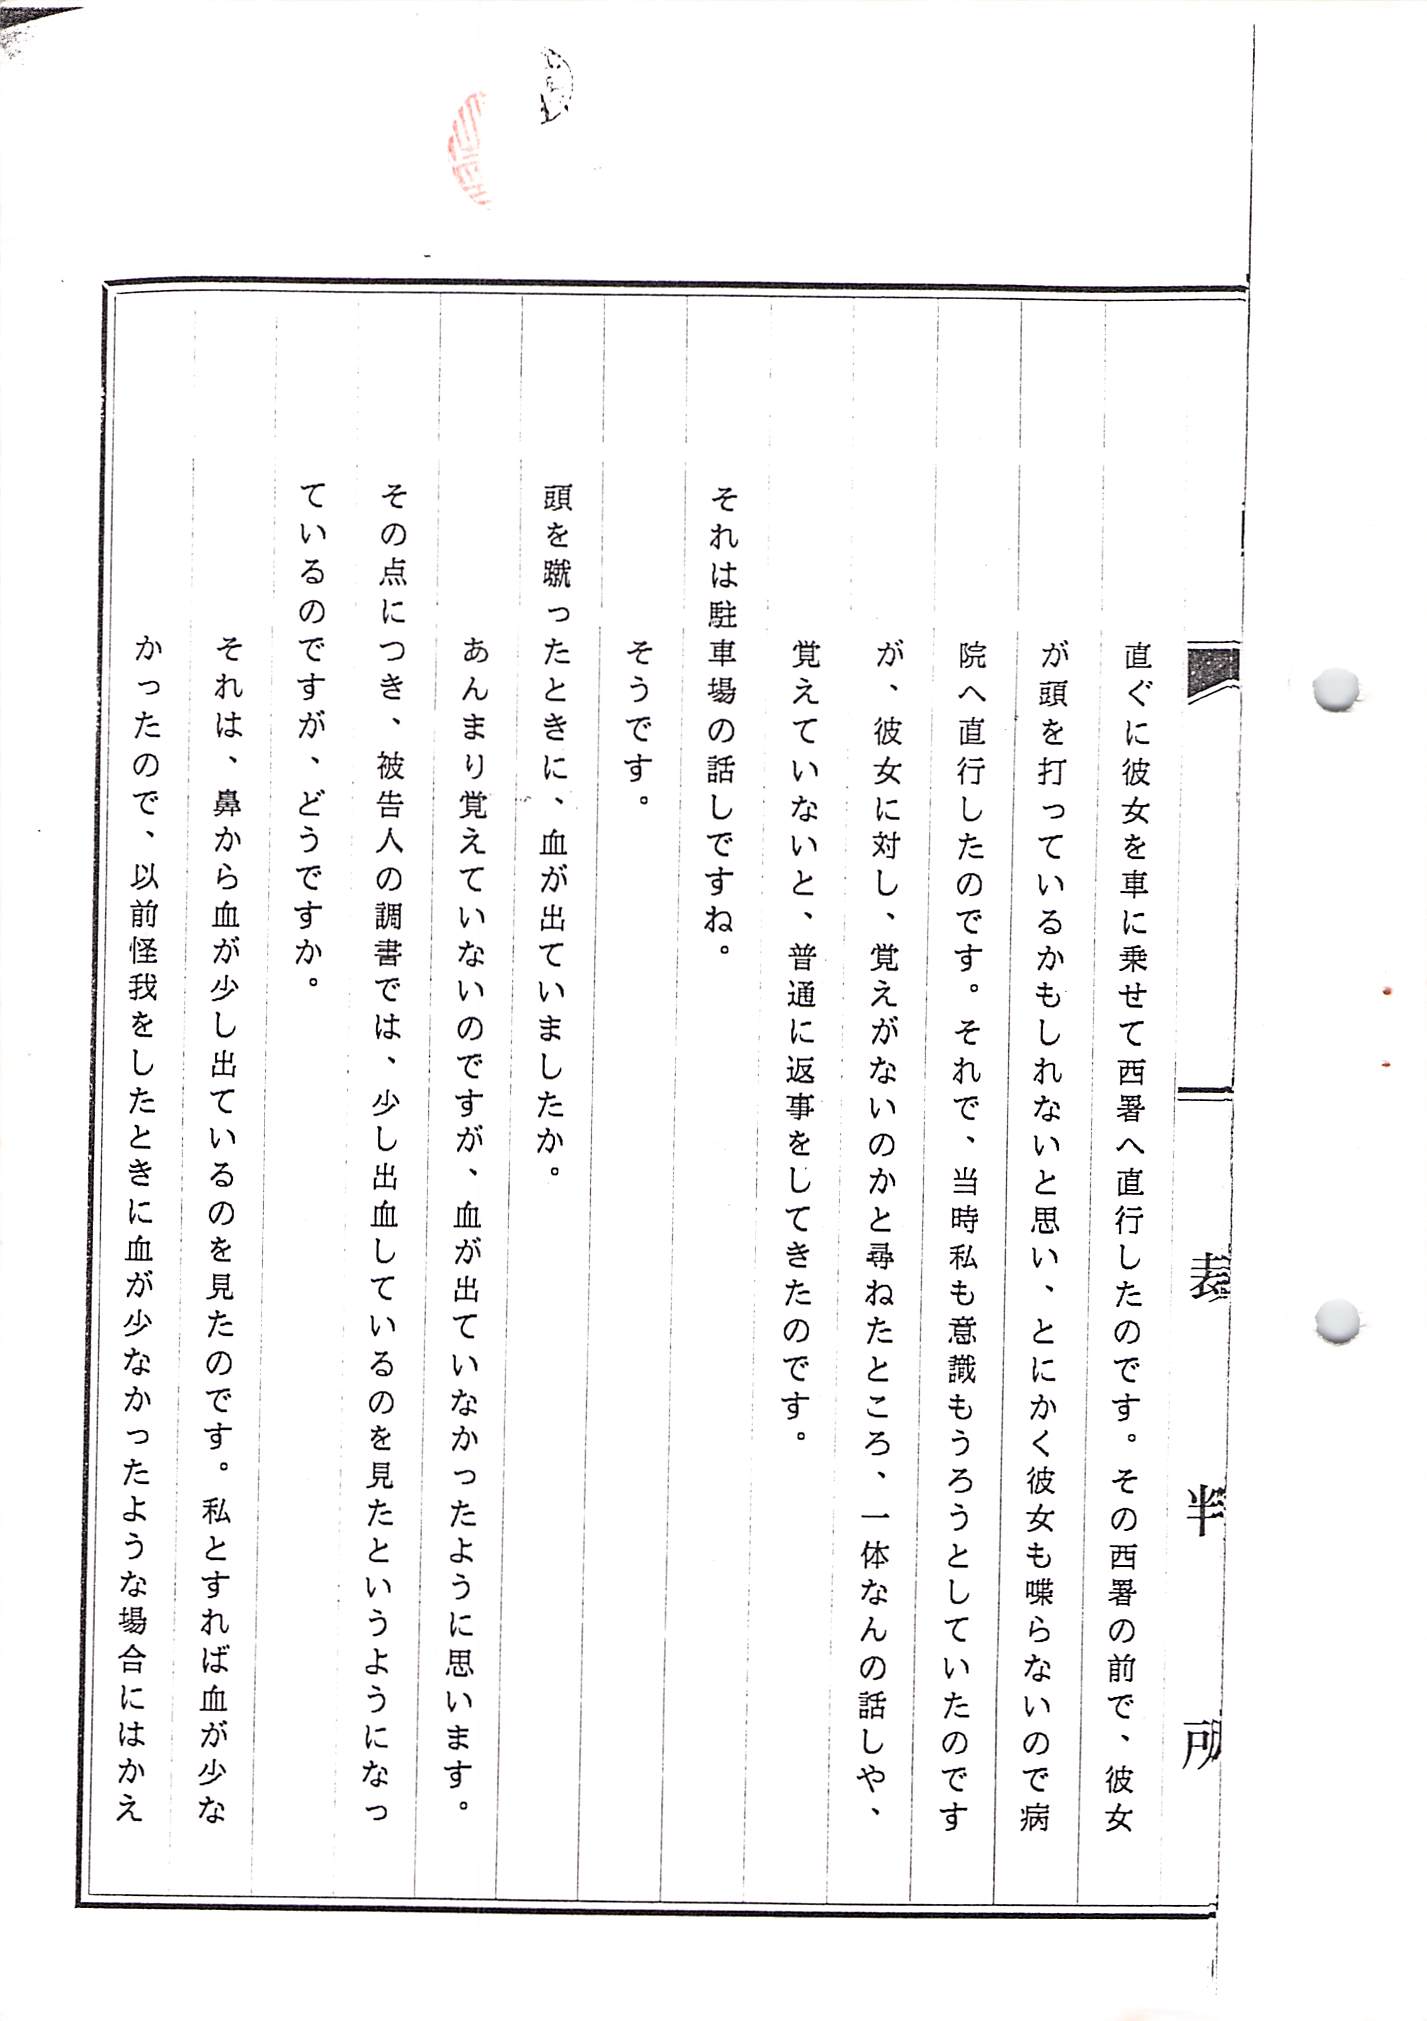 直ぐに彼女を車に乗せて西署へ直行したのです。その西署の前で、彼女
が頭を打っているかもしれないと思い、とにかく彼女も喋らないので病
院へ直行したのです。それで、当時私も意識もうろうとしていたのです
が、彼女に対し、覚えがないのかと尋ねたところ、一体なんの話しや、
覚えていないと、普通に返事をしてきたのです。
それは駐車場の話しですね。
そうです。
頭を蹴ったときに、血が出ていましたか。
あんまり覚えていないのですが、血が出ていなかったように思います。
その点につき、被告人の調書では、少し出血しているのを見たというようになっ
ているのですが、どうですか。
それは、鼻から血が少し出ているのを見たのです。私とすれば血が少な
かったので、以前怪我をしたときに血が少なかったような場合にはかえ
判所